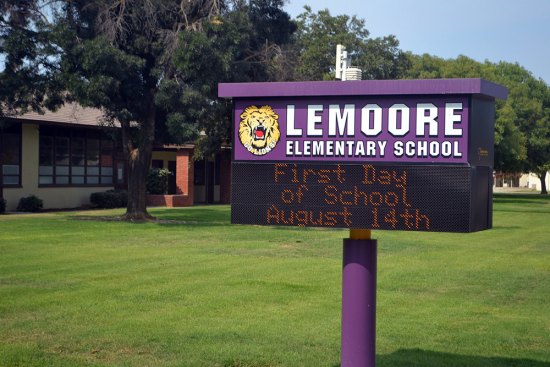 LEMOORE
ELEMENTARY SCHOOL
First Day
of School
August 14th